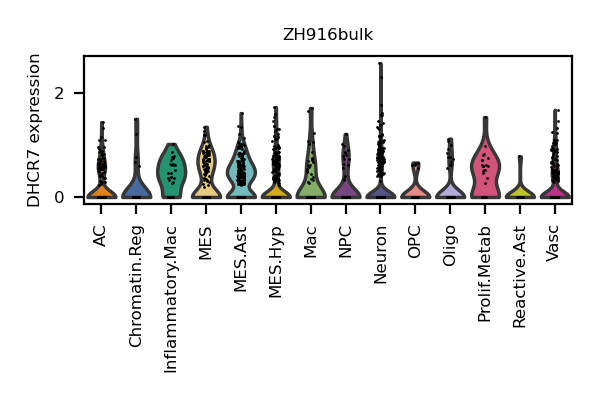 ZH916bulk
DHCR7 expression
2
0
AC
Chromatin.Reg
Inflammatory.Mac
MES
MES.Ast
MES.Hyp
Mac
NPC
Neuron
OPC
Oligo
Prolif.Metab
Reactive.Ast
Vasc